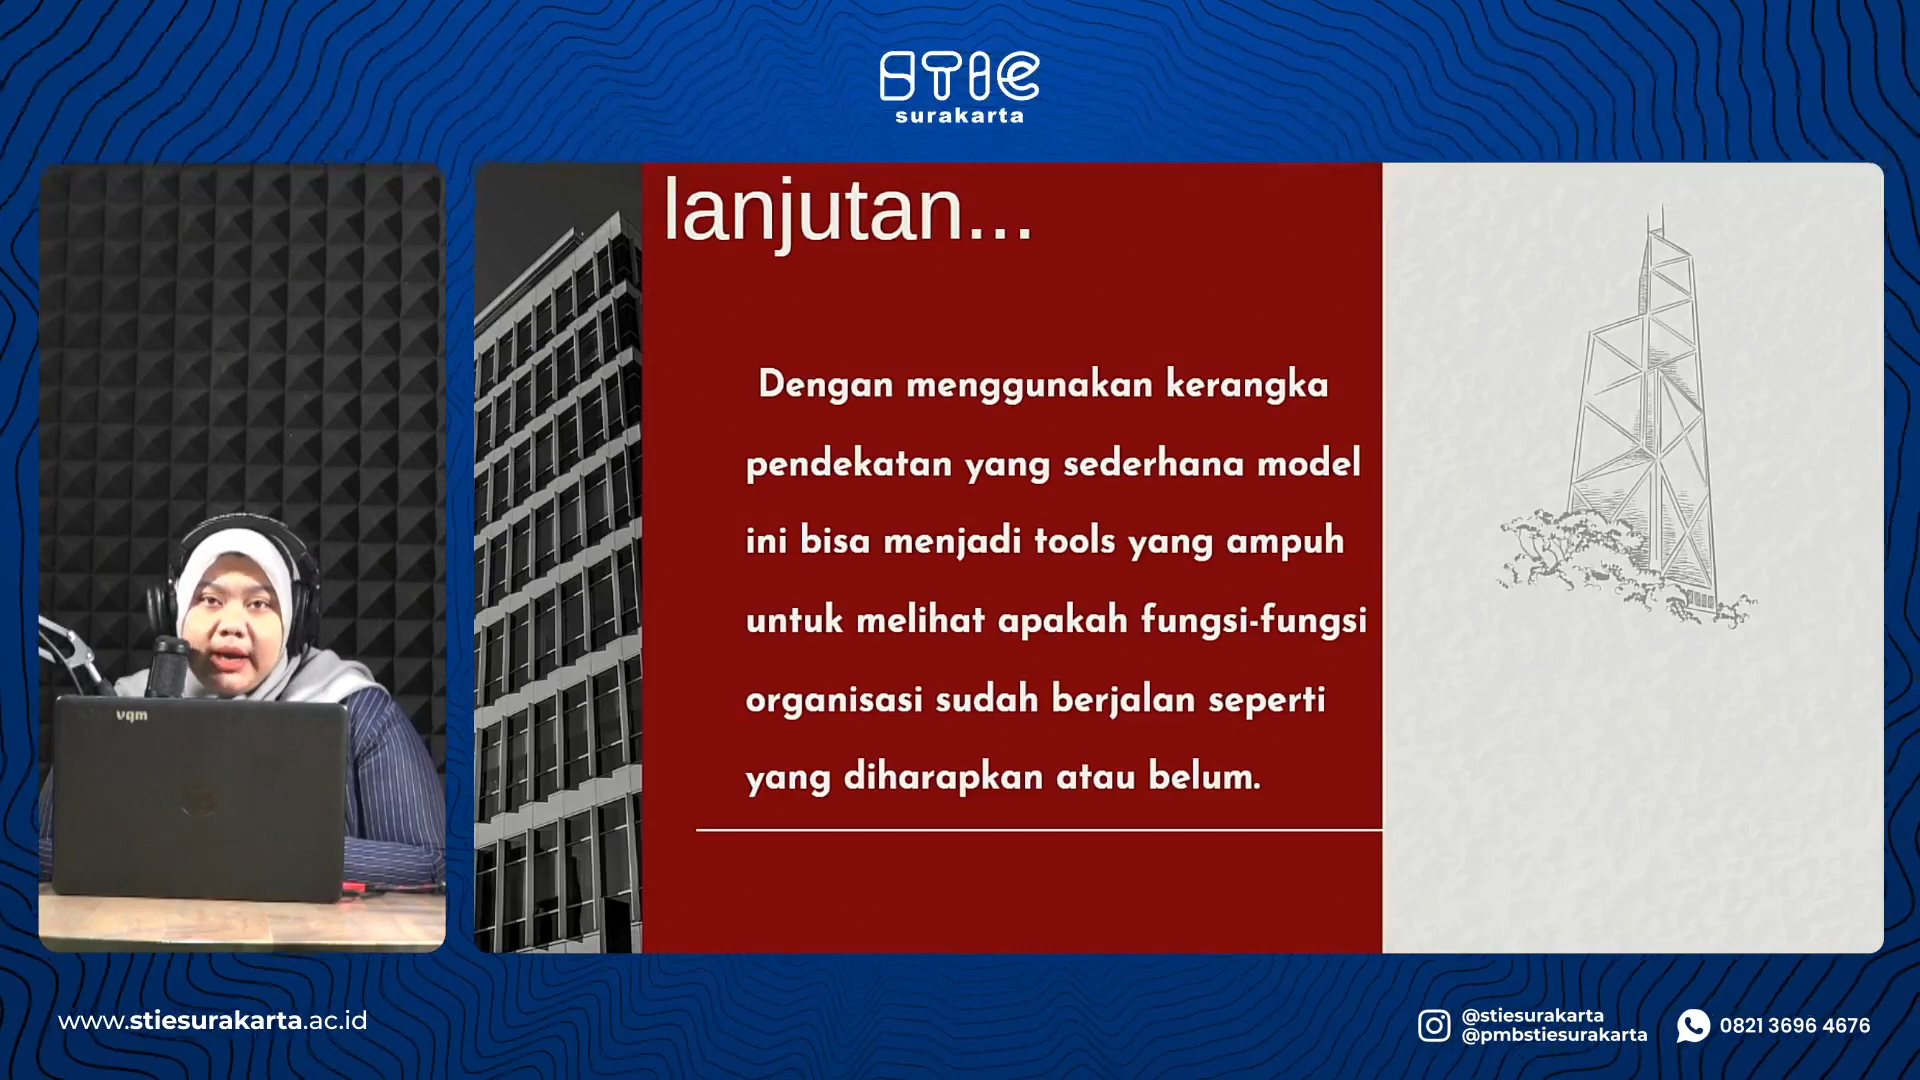 STIE
surakarta
lanjutan...
Dengan menggunakan kerangka
pendekatan yang sederhana model
ini bisa menjadi tools yang ampuh
untuk melihat apakah fungsi-fungsi
organisasi sudah berjalan seperti
yang diharapkan atau belum.
www.stiesurakarta.ac.id
@stiesurakarta
@pmbstiesurakarta
0821 3696 4676